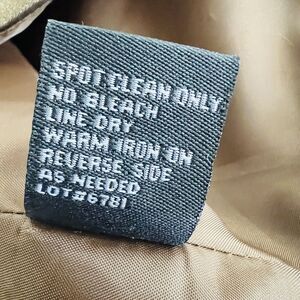 SPOT CLEAN ONLY
NO BLEACH
LINE DRY
WARM IRON ON
REVERSE SIDE
AS NEEDED
LOT#6781